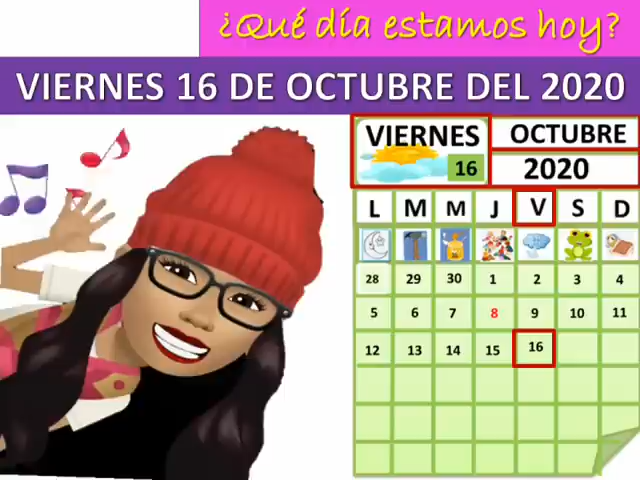 ¿Qué día estamos hoy?
VIERNES 16 DE OCTUBRE DEL 2020
VIERNES 16
OCTUBRE
2020
L M M J V S D
28 29 30 1 2 3 4
5 6 7 8 9 10 11
12 13 14 15 16